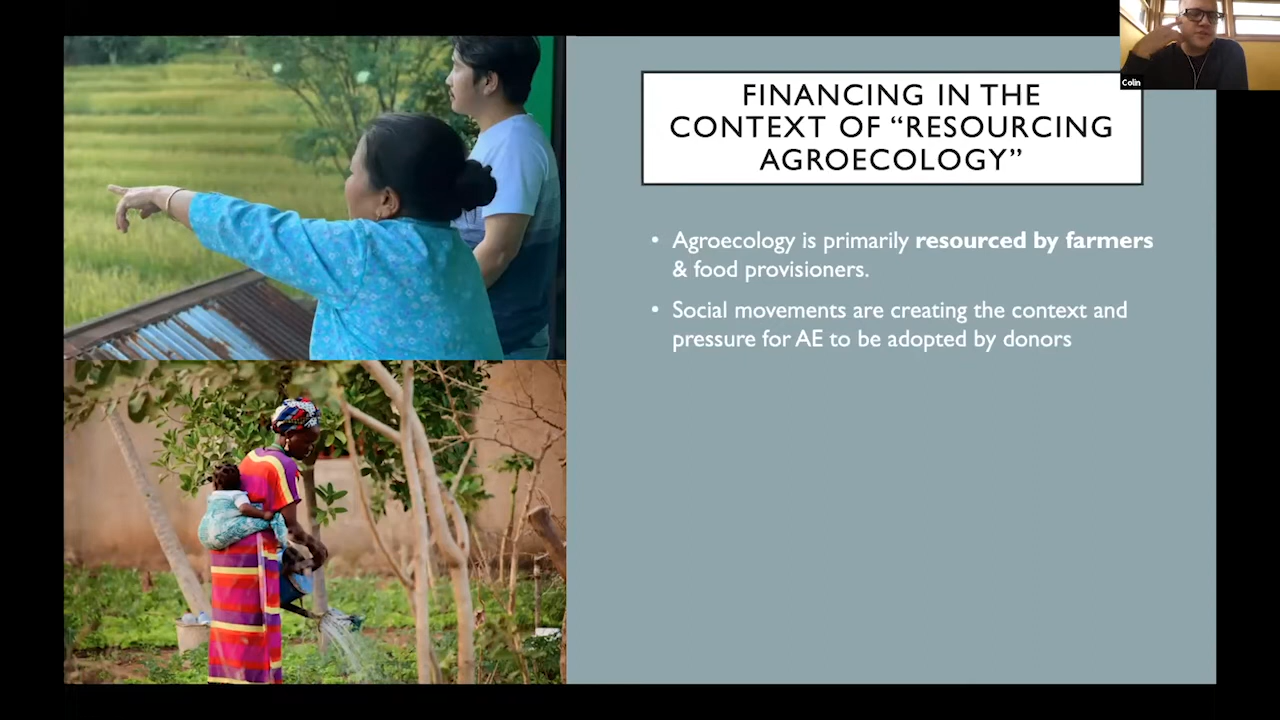 Colin
FINANCING IN THE
CONTEXT OF “RESOURCING
AGROECOLOGY”
• Agroecology is primarily resourced by farmers
& food provisioners.
• Social movements are creating the context and
pressure for AE to be adopted by donors